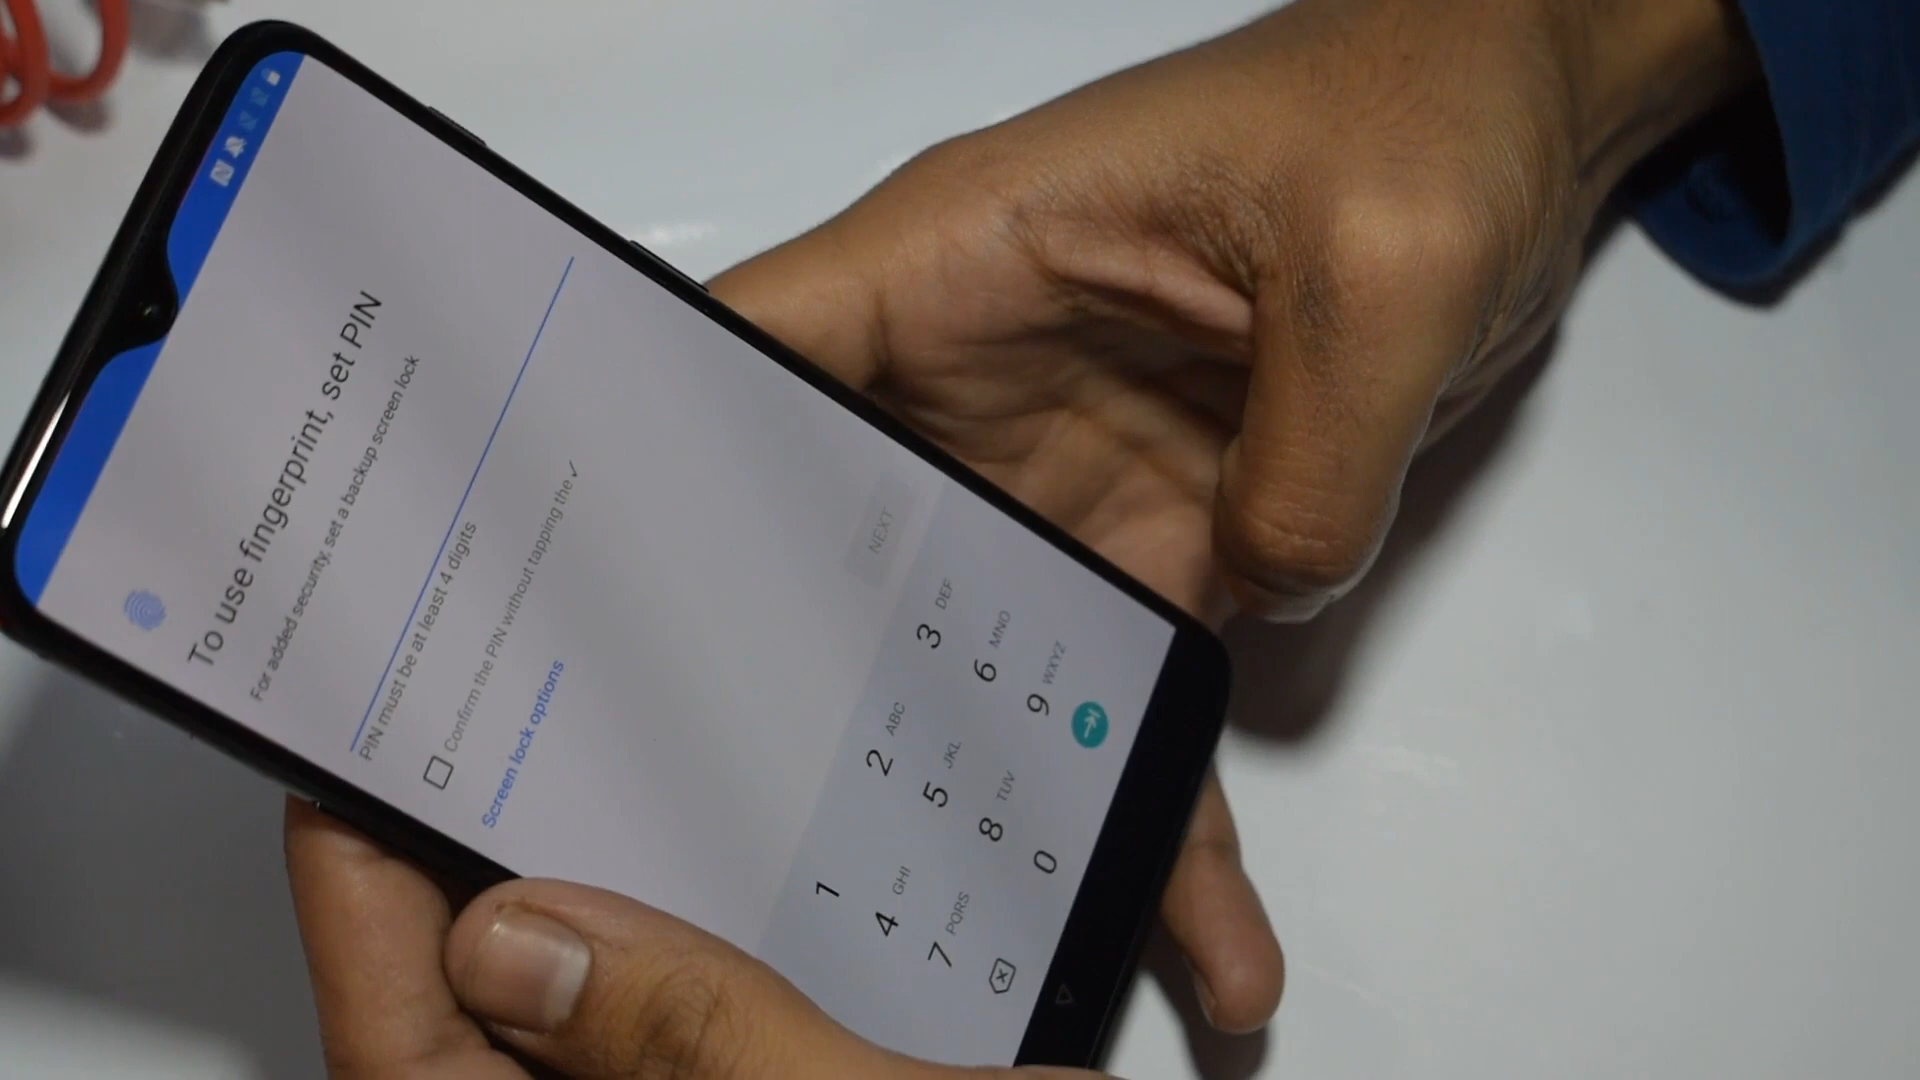 To use fingerprint, set PIN
For added security, set a backup screen lock
PIN must be at least 4 digits
Confirm the PIN without tapping the ✓
Screen lock options
NEXT
1 2 ABC 3 DEF
4 GHI 5 JKL 6 MNO
7 PQRS 8 TUV 9 WXYZ
0